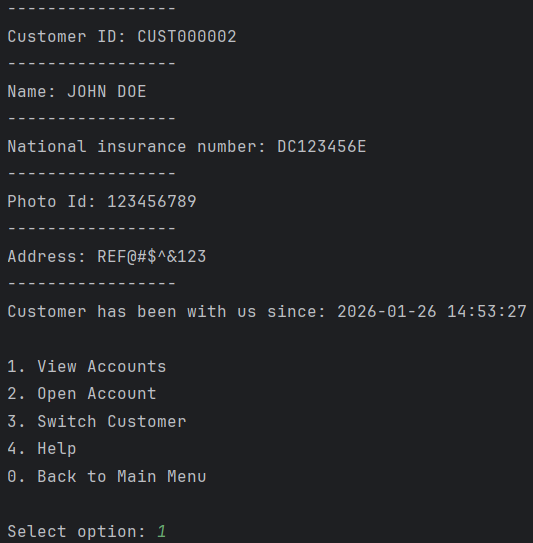 -----------------
Customer ID: CUST000002
-----------------
Name: JOHN DOE
-----------------
National insurance number: DC123456E
-----------------
Photo Id: 123456789
-----------------
Address: REF@#$^&123
-----------------
Customer has been with us since: 2026-01-26 14:53:27

1. View Accounts
2. Open Account
3. Switch Customer
4. Help
0. Back to Main Menu

Select option: 1